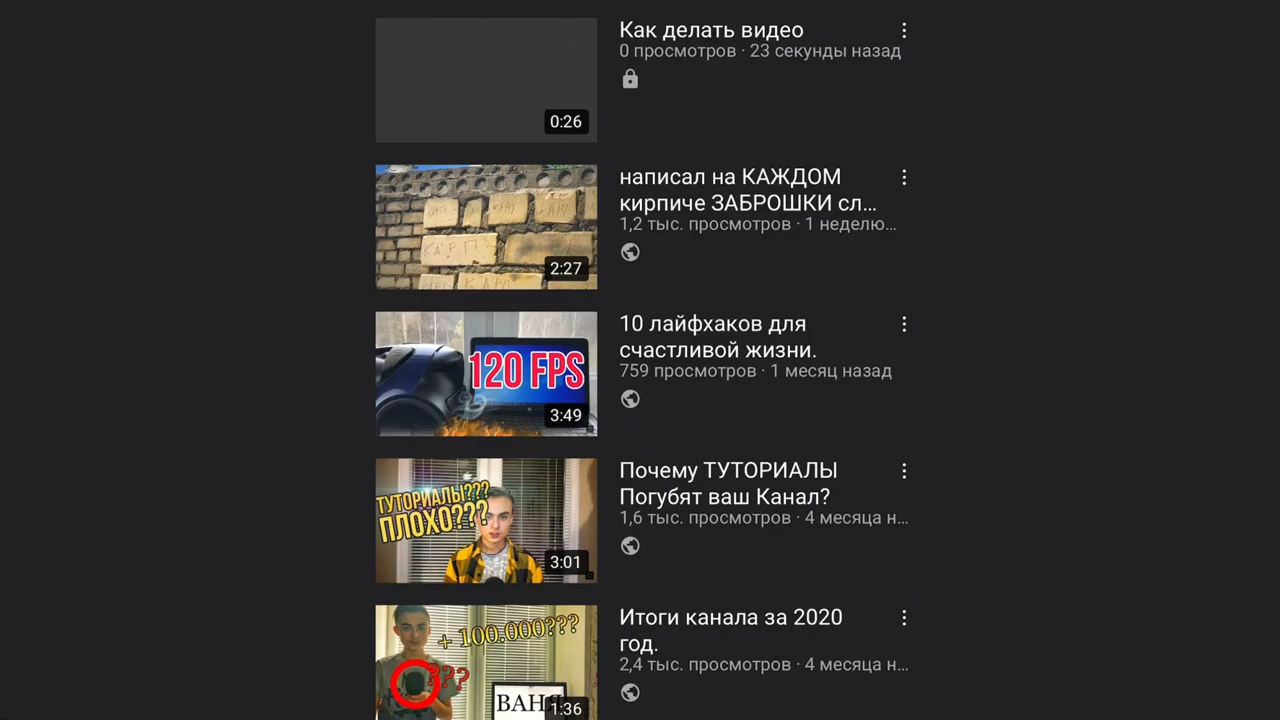 Как делать видео
0 просмотров · 23 секунды назад
0:26
написал на КАЖДОМ
кирпиче ЗАБРОШКИ сл...
1,2 тыс. просмотров · 1 неделю...
КАРП
КАРП
2:27
10 лайфхаков для
счастливой жизни.
759 просмотров · 1 месяц назад
120 FPS
3:49
Почему ТУТОРИАЛЫ
Погубят ваш Канал?
1,6 тыс. просмотров · 4 месяца н...
ТУТОРИАЛЫ???
ПЛОХО???
3:01
Итоги канала за 2020
год.
2,4 тыс. просмотров · 4 месяца н...
+ 100.000???
???
ВАНЯ
1:36